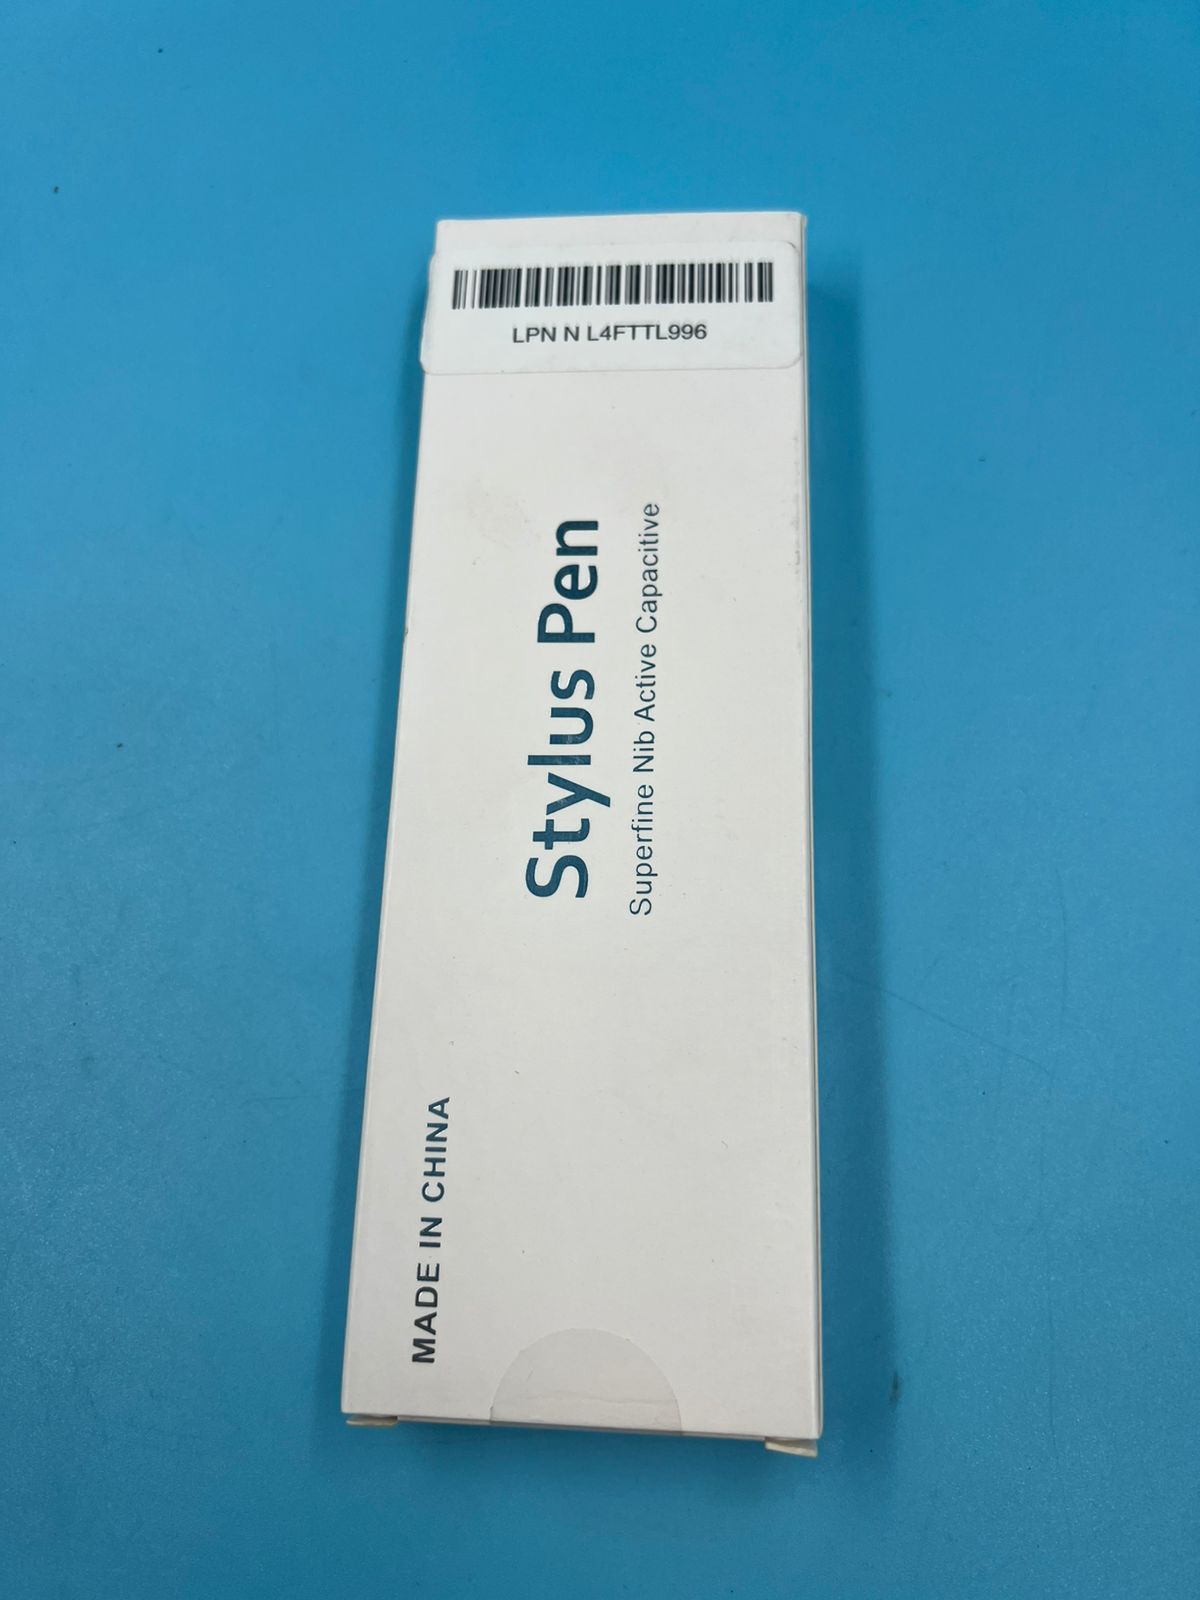 LPN N L4FTTL996
Stylus Pen
Superfine Nib Active Capacitive
MADE IN CHINA